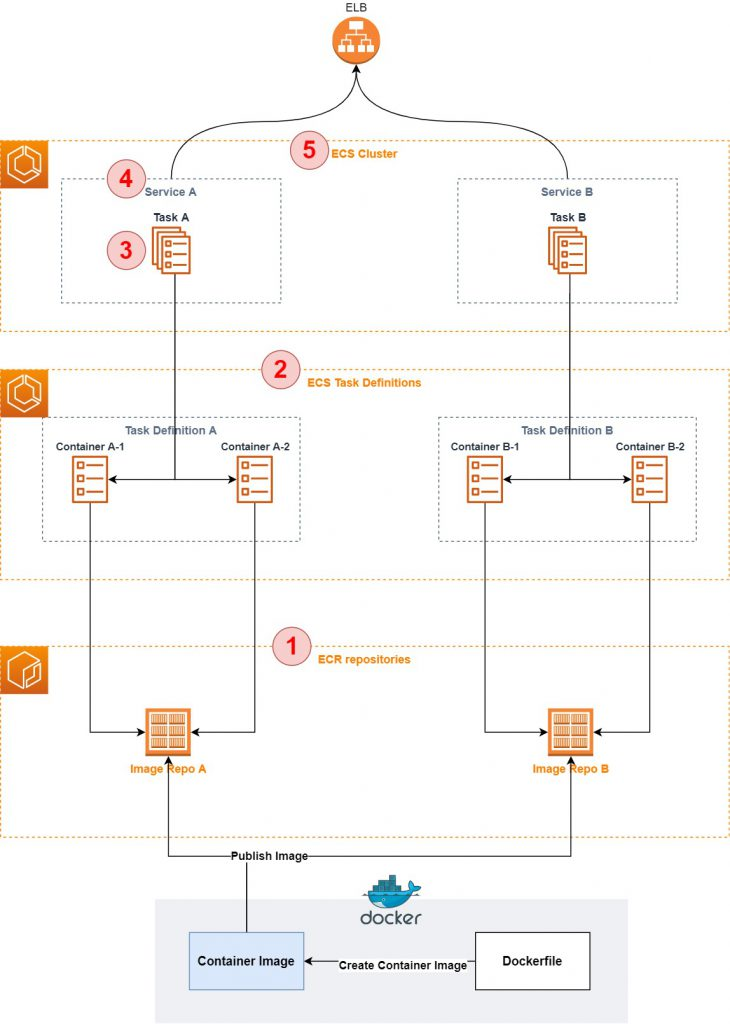 ELB
5
ECS Cluster
4
Service A
Service B
Task A
Task B
3
2
ECS Task Definitions
Task Definition A
Task Definition B
Container A-1
Container A-2
Container B-1
Container B-2
1
ECR repositories
Image Repo A
Image Repo B
Publish Image
docker
Container Image
Create Container Image
Dockerfile